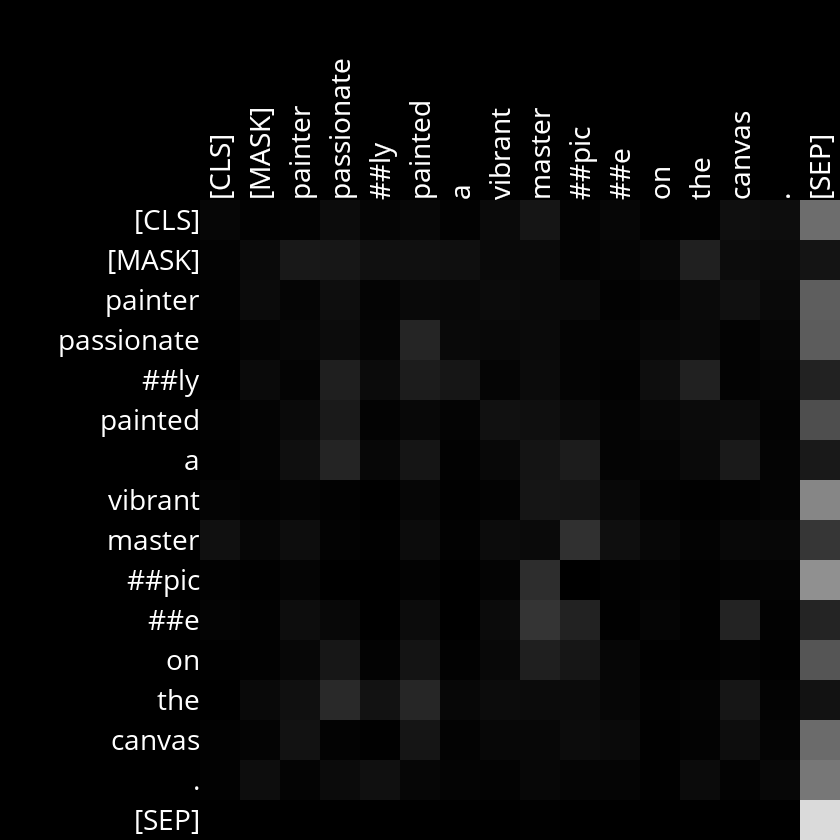 [CLS]
[MASK]
painter
passionate
##ly
painted
a
vibrant
master
##pic
##e
on
the
canvas
.
[SEP]
[CLS]
[MASK]
painter
passionate
##ly
painted
a
vibrant
master
##pic
##e
on
the
canvas
.
[SEP]